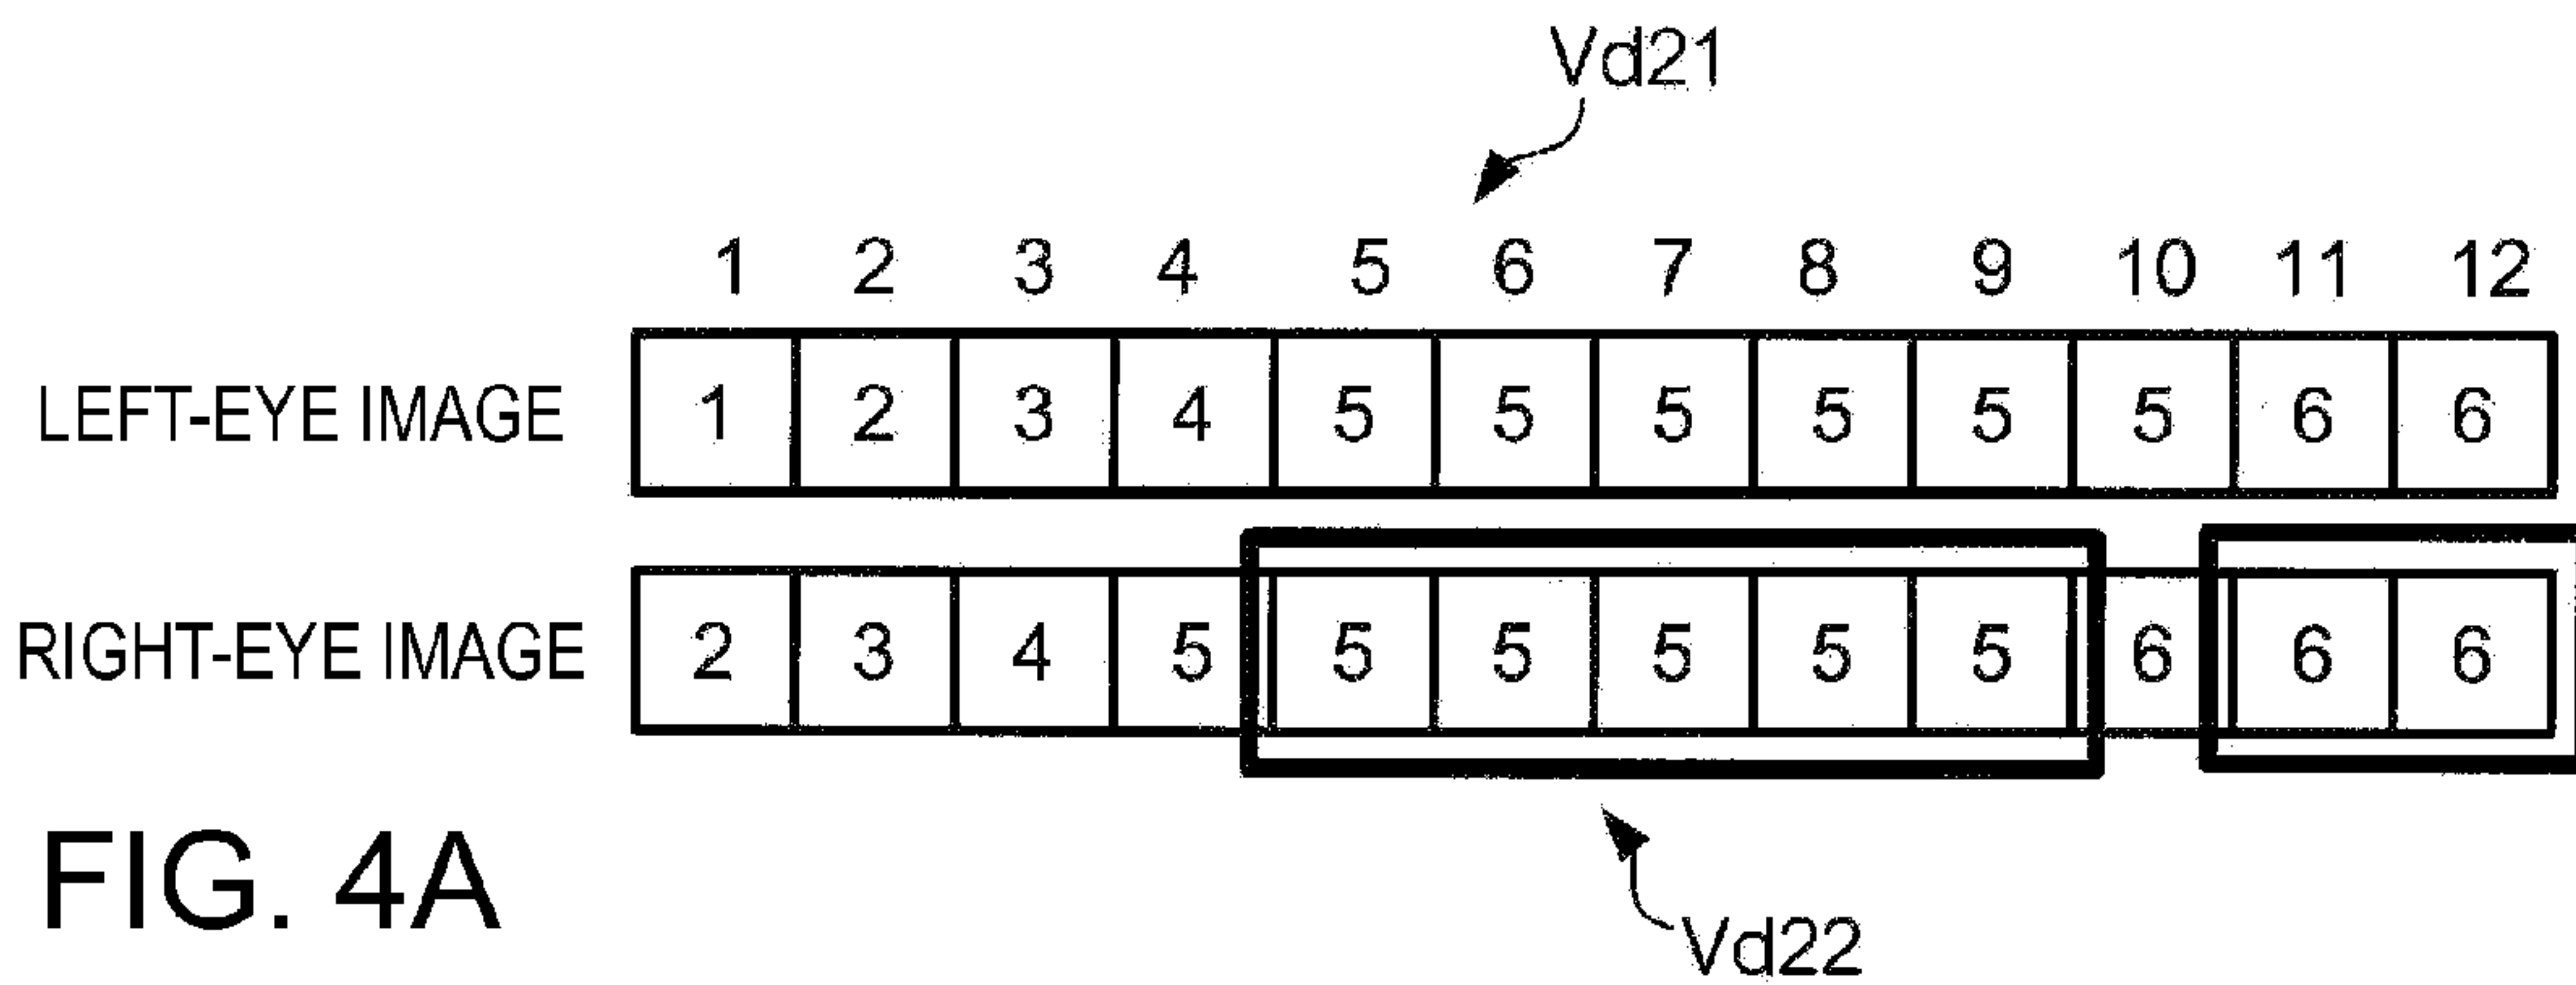 Vd21
1 2 3 4 5 6 7 8 9 10 11 12
LEFT-EYE IMAGE 1 2 3 4 5 5 5 5 5 5 6 6
RIGHT-EYE IMAGE 2 3 4 5 5 5 5 5 5 6 6 6
FIG. 4A
Vd22